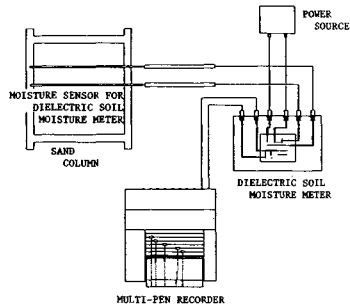 POWER
SOURCE
MOISTURE SENSOR FOR
DIELECTRIC SOIL
MOISTURE METER
SAND
COLUMN
DIELECTRIC SOIL
MOISTURE METER
MULTI-PEN RECORDER